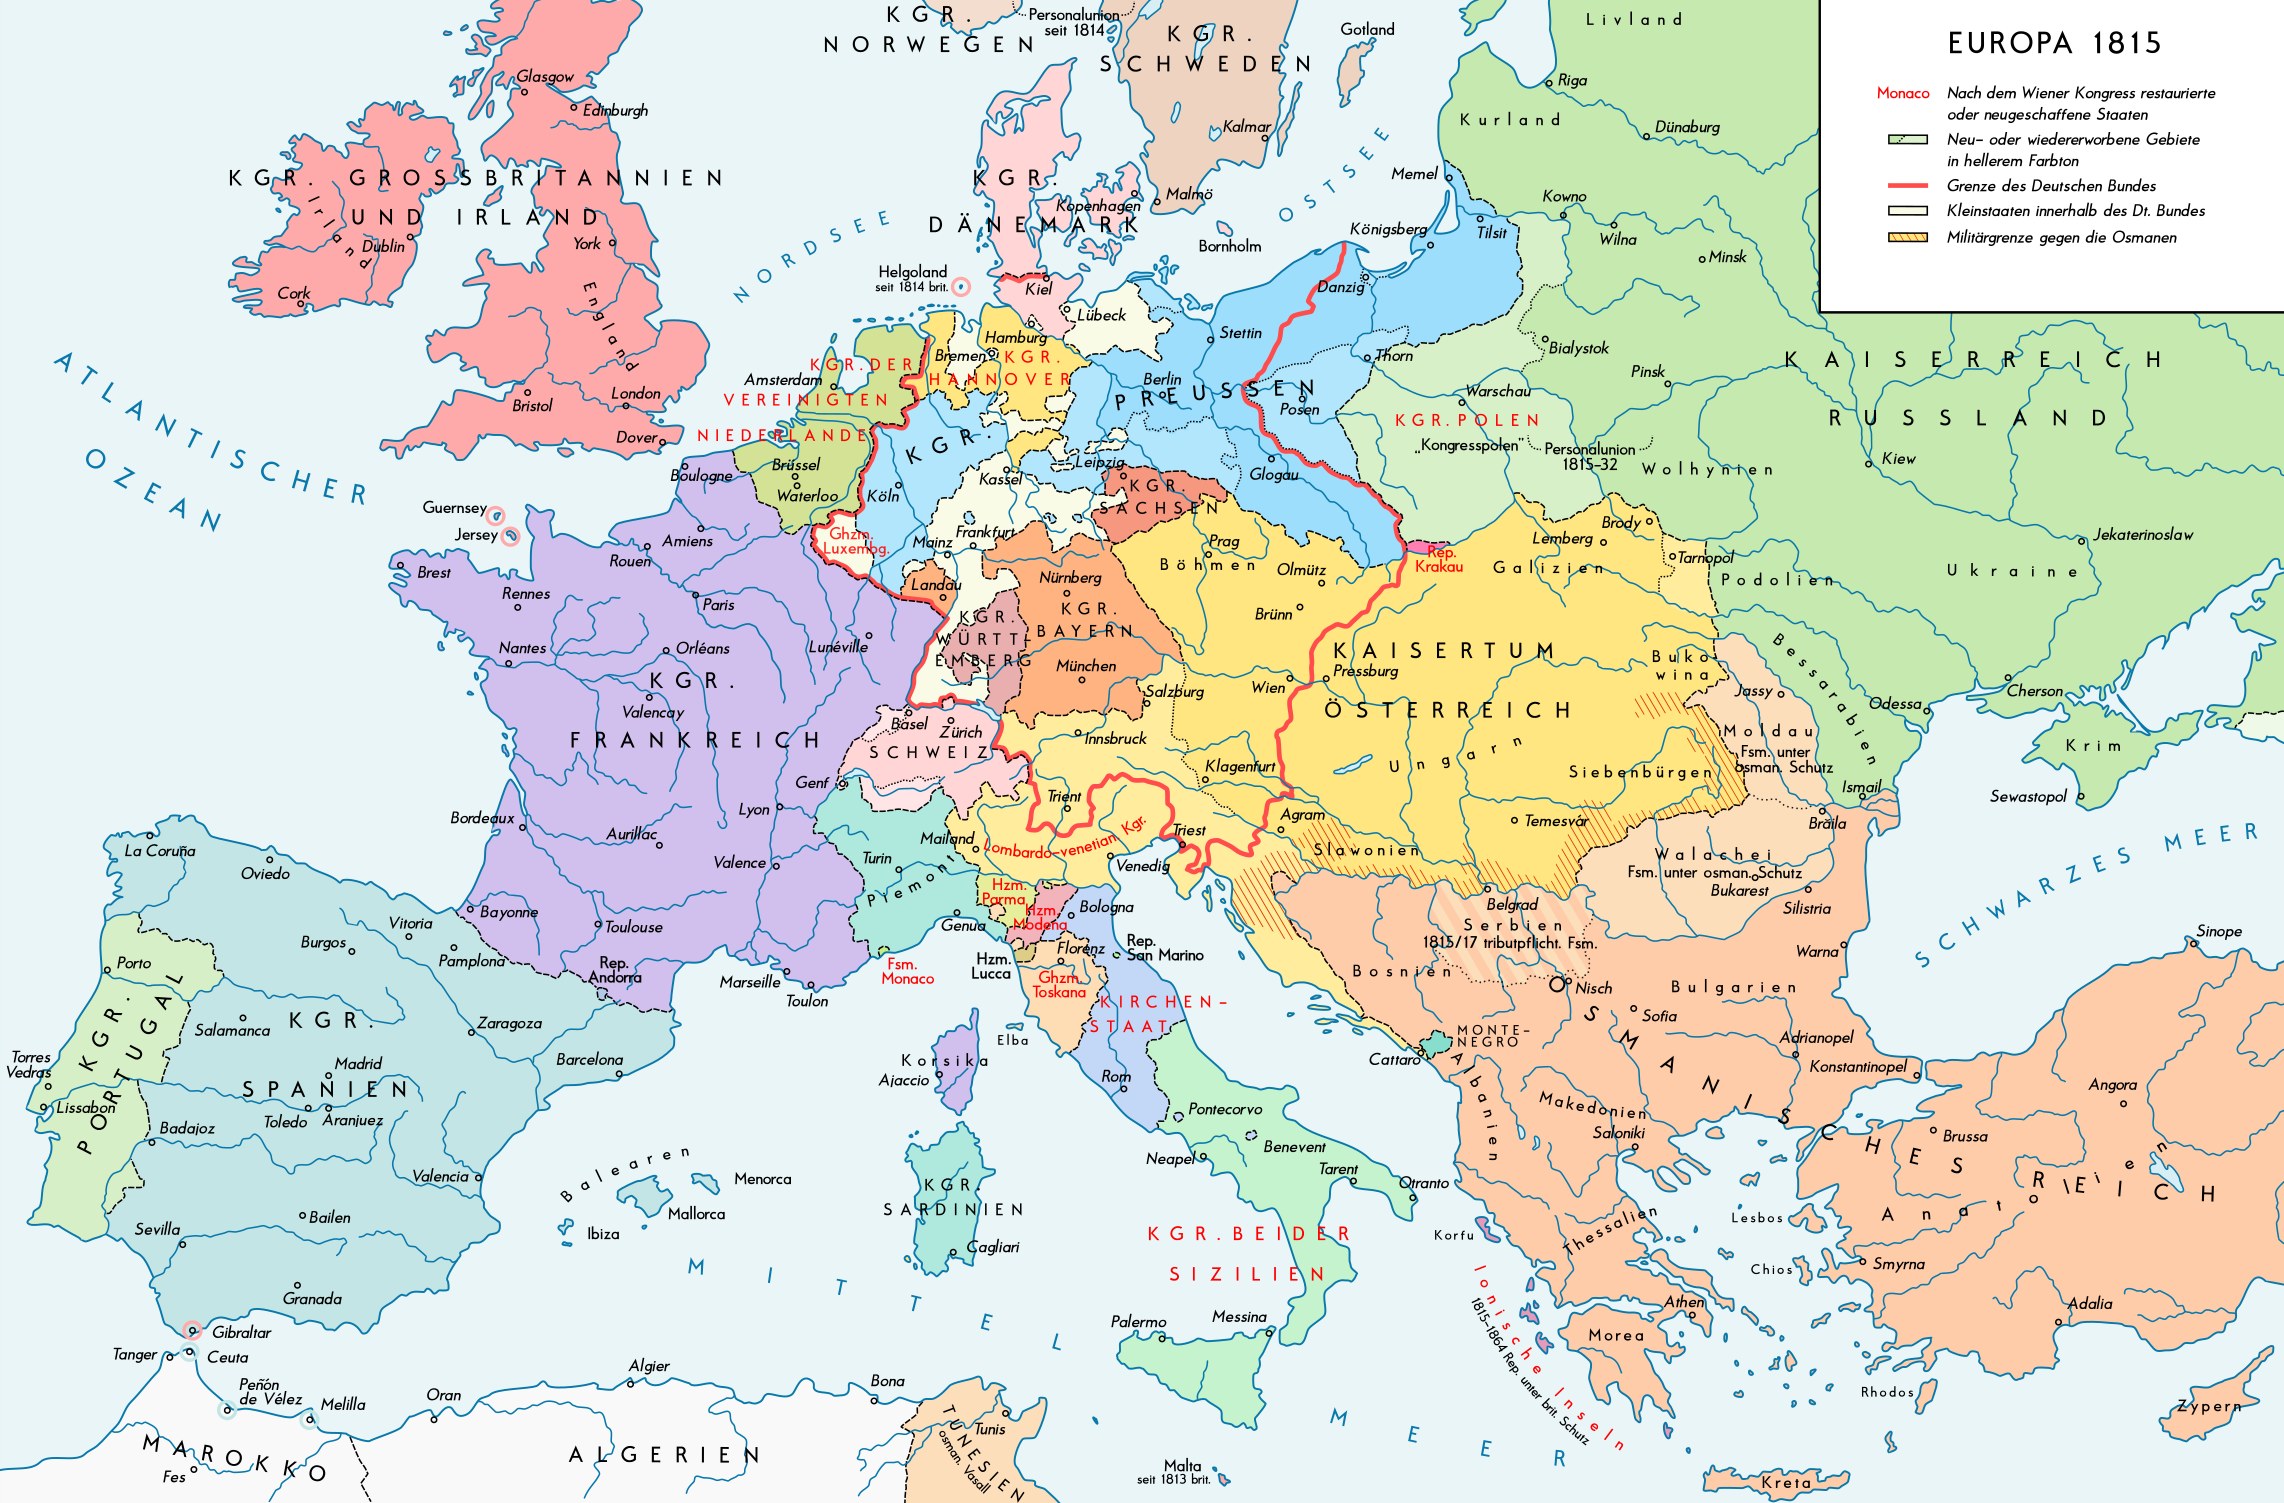 EUROPA 1815
Monaco Nach dem Wiener Kongress restaurierte
oder neugeschaffene Staaten
Neu- oder wiedererworbene Gebiete
in hellerem Farbton
Grenze des Deutschen Bundes
Kleinstaaten innerhalb des Dt. Bundes
Militärgrenze gegen die Osmanen
KGR.
NORWEGEN
Personalunion
seit 1814
KGR.
SCHWEDEN
Gotland
Kalmar
Malmö
Livland
Riga
Kurland
Dünaburg
Memel
Kowno
Tilsit
Wilna
Minsk
Königsberg
OSTSEE
Bornholm
Glasgow
Edinburgh
KGR. GROSSBRITANNIEN
UND IRLAND
Irland
Dublin
Cork
York
England
London
Bristol
Dover
NORDSEE
ATLANTISCHER
OZEAN
KGR.
DÄNEMARK
Kopenhagen
Helgoland
seit 1814 brit.
Kiel
Lübeck
Hamburg
Bremen
KGR.
HANNOVER
KGR. DER
VEREINIGTEN
NIEDERLANDE
Amsterdam
Brüssel
Waterloo
Stettin
Danzig
Thorn
Bialystok
Berlin
KGR.
PREUSSEN
Posen
Glogau
Leipzig
Kassel
Köln
Warschau
KGR. POLEN
„Kongresspolen"
Personalunion
1815-32
Pinsk
KAISERREICH
RUSSLAND
Wolhynien
Kiew
Jekaterinoslaw
Ukraine
Podolien
Bessarabien
Cherson
Odessa
Krim
Sewastopol
Ismail
KGR.
SACHSEN
Frankfurt
Mainz
Ghzm.
Luxembg.
Landau
Nürnberg
KGR.
BAYERN
München
KGR.
WÜRTT-
EMBERG
Prag
Böhmen
Olmütz
Brünn
Rep.
Krakau
Brody
Lemberg
Tarnopol
Galizien
KAISERTUM
ÖSTERREICH
Pressburg
Wien
Salzburg
Innsbruck
Klagenfurt
Ungarn
Siebenbürgen
Buko-
wina
Temesvár
Agram
Slawonien
Jassy
Moldau
Fsm. unter
osman. Schutz
Brăila
Walachei
Fsm. unter osman. Schutz
Bukarest
Silistria
Guernsey
Jersey
Boulogne
Amiens
Rouen
Brest
Rennes
Paris
Nantes
Orléans
Lunéville
KGR.
FRANKREICH
Valencay
Bordeaux
Aurillac
Lyon
Valence
Bayonne
Toulouse
Marseille
Toulon
Basel
Zürich
SCHWEIZ
Genf
Rep.
Andorra
Trient
Mailand
Lombardo-venetian. Kgr.
Triest
Venedig
Turin
Piemont
Genua
Hzm.
Parma
Hzm.
Modena
Bologna
Florenz
Rep.
San Marino
Hzm.
Lucca
Ghzm.
Toskana
Fsm.
Monaco
KIRCHEN-
STAAT
Elba
Korsika
Ajaccio
Rom
Pontecorvo
Benevent
Neapel
Tarent
Otranto
KGR.
SARDINIEN
Cagliari
KGR. BEIDER
SIZILIEN
Palermo
Messina
Malta
seit 1813 brit.
La Coruña
Oviedo
Vitoria
Burgos
Pamplona
Porto
KGR.
PORTUGAL
Torres
Vedras
Lissabon
Salamanca
KGR.
SPANIEN
Zaragoza
Madrid
Toledo
Aranjuez
Barcelona
Badajoz
Valencia
Bailen
Sevilla
Granada
Gibraltar
Ceuta
Tanger
Peñón
de Vélez
Melilla
Balearen
Menorca
Mallorca
Ibiza
MITTELMEER
MAROKKO
Fes
Oran
Algier
ALGERIEN
Bona
Tunis
TUNESIEN
osman. Vasall
Bosnien
Belgrad
Serbien
1815/17 tributpflicht. Fsm.
Nisch
Bulgarien
Sofia
Warna
MONTE-
NEGRO
Cattaro
Albanien
OSMANISCHES REICH
Makedonien
Saloniki
Adrianopel
Konstantinopel
Thessalien
Korfu
Ionische Inseln
1815-1864 Rep. unter brit. Schutz
Athen
Morea
Lesbos
Chios
Rhodos
Kreta
SCHWARZES MEER
Sinope
Angora
Brussa
Anatolien
Smyrna
Adalia
Zypern